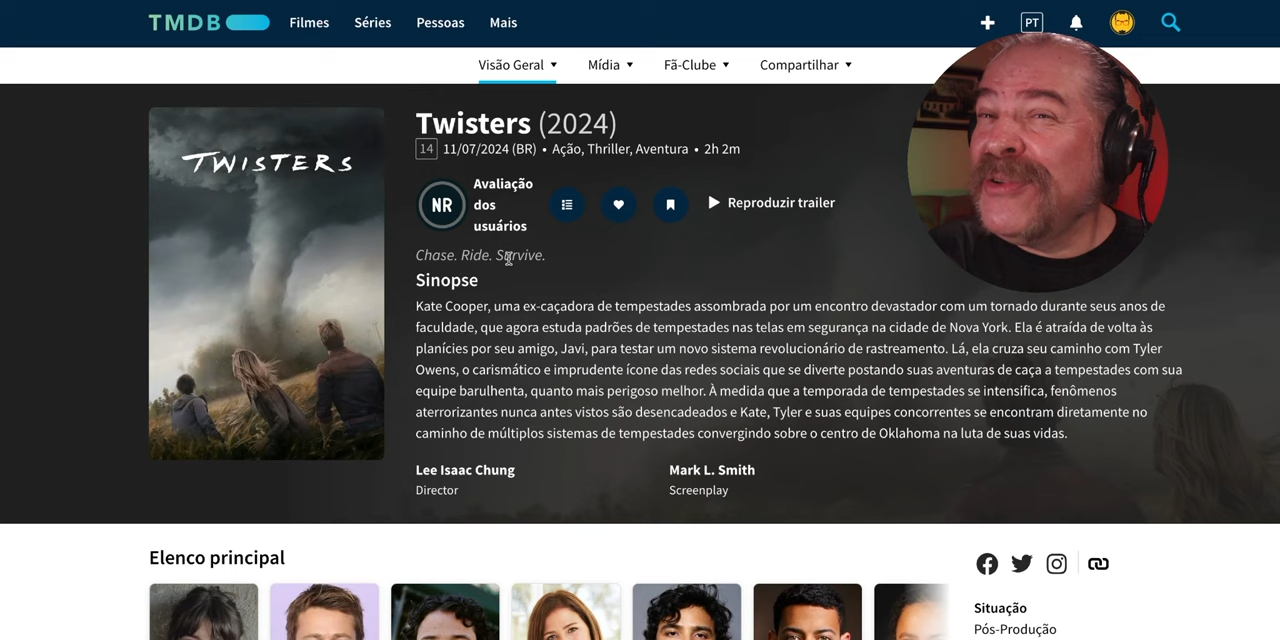 TMDB Filmes Séries Pessoas Mais PT
Visão Geral Mídia Fã-Clube Compartilhar
TWISTERS
Twisters (2024)
14 11/07/2024 (BR) • Ação, Thriller, Aventura • 2h 2m
NR
Avaliação
dos
usuários
Reproduzir trailer
Chase. Ride. Survive.
Sinopse
Kate Cooper, uma ex-caçadora de tempestades assombrada por um encontro devastador com um tornado durante seus anos de
faculdade, que agora estuda padrões de tempestades nas telas em segurança na cidade de Nova York. Ela é atraída de volta às
planícies por seu amigo, Javi, para testar um novo sistema revolucionário de rastreamento. Lá, ela cruza seu caminho com Tyler
Owens, o carismático e imprudente ícone das redes sociais que se diverte postando suas aventuras de caça a tempestades com sua
equipe barulhenta, quanto mais perigoso melhor. À medida que a temporada de tempestades se intensifica, fenômenos
aterrorizantes nunca antes vistos são desencadeados e Kate, Tyler e suas equipes concorrentes se encontram diretamente no
caminho de múltiplos sistemas de tempestades convergindo sobre o centro de Oklahoma na luta de suas vidas.
Lee Isaac Chung
Director
Mark L. Smith
Screenplay
Elenco principal
Situação
Pós-Produção